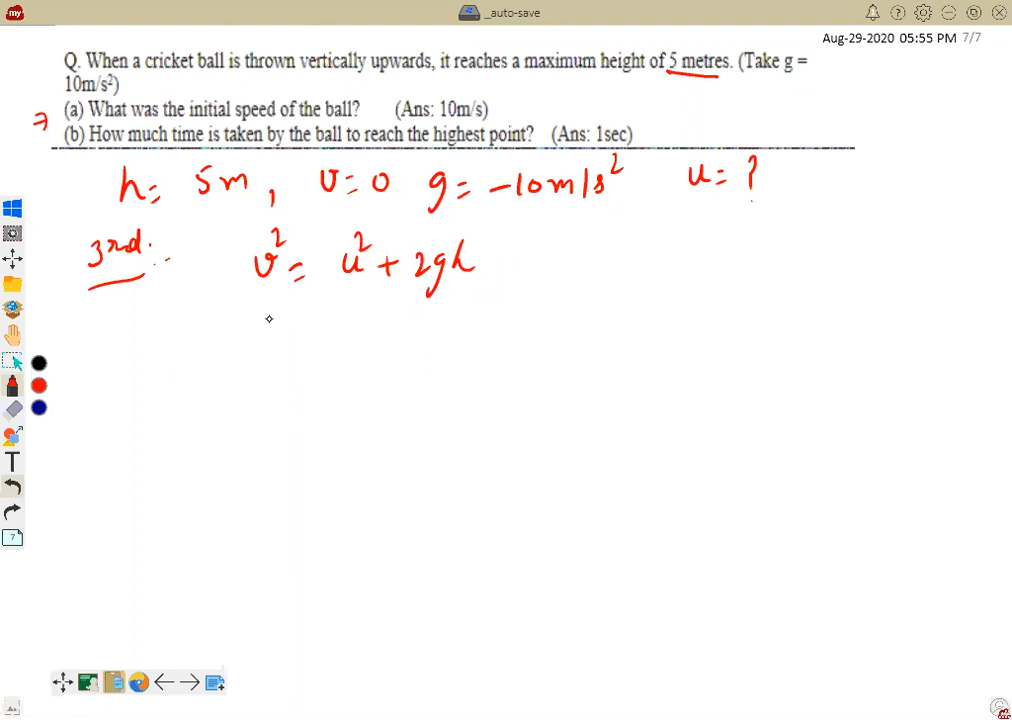 my
_auto-save
Aug-29-2020 05:55 PM 7/7
Q. When a cricket ball is thrown vertically upwards, it reaches a maximum height of 5 metres. (Take g =
10m/s²)
(a) What was the initial speed of the ball? (Ans: 10m/s)
(b) How much time is taken by the ball to reach the highest point? (Ans: 1sec)
h = 5m, v = 0 g = -10m/s² u = ?
3rd. v² = u² + 2gh
T
7